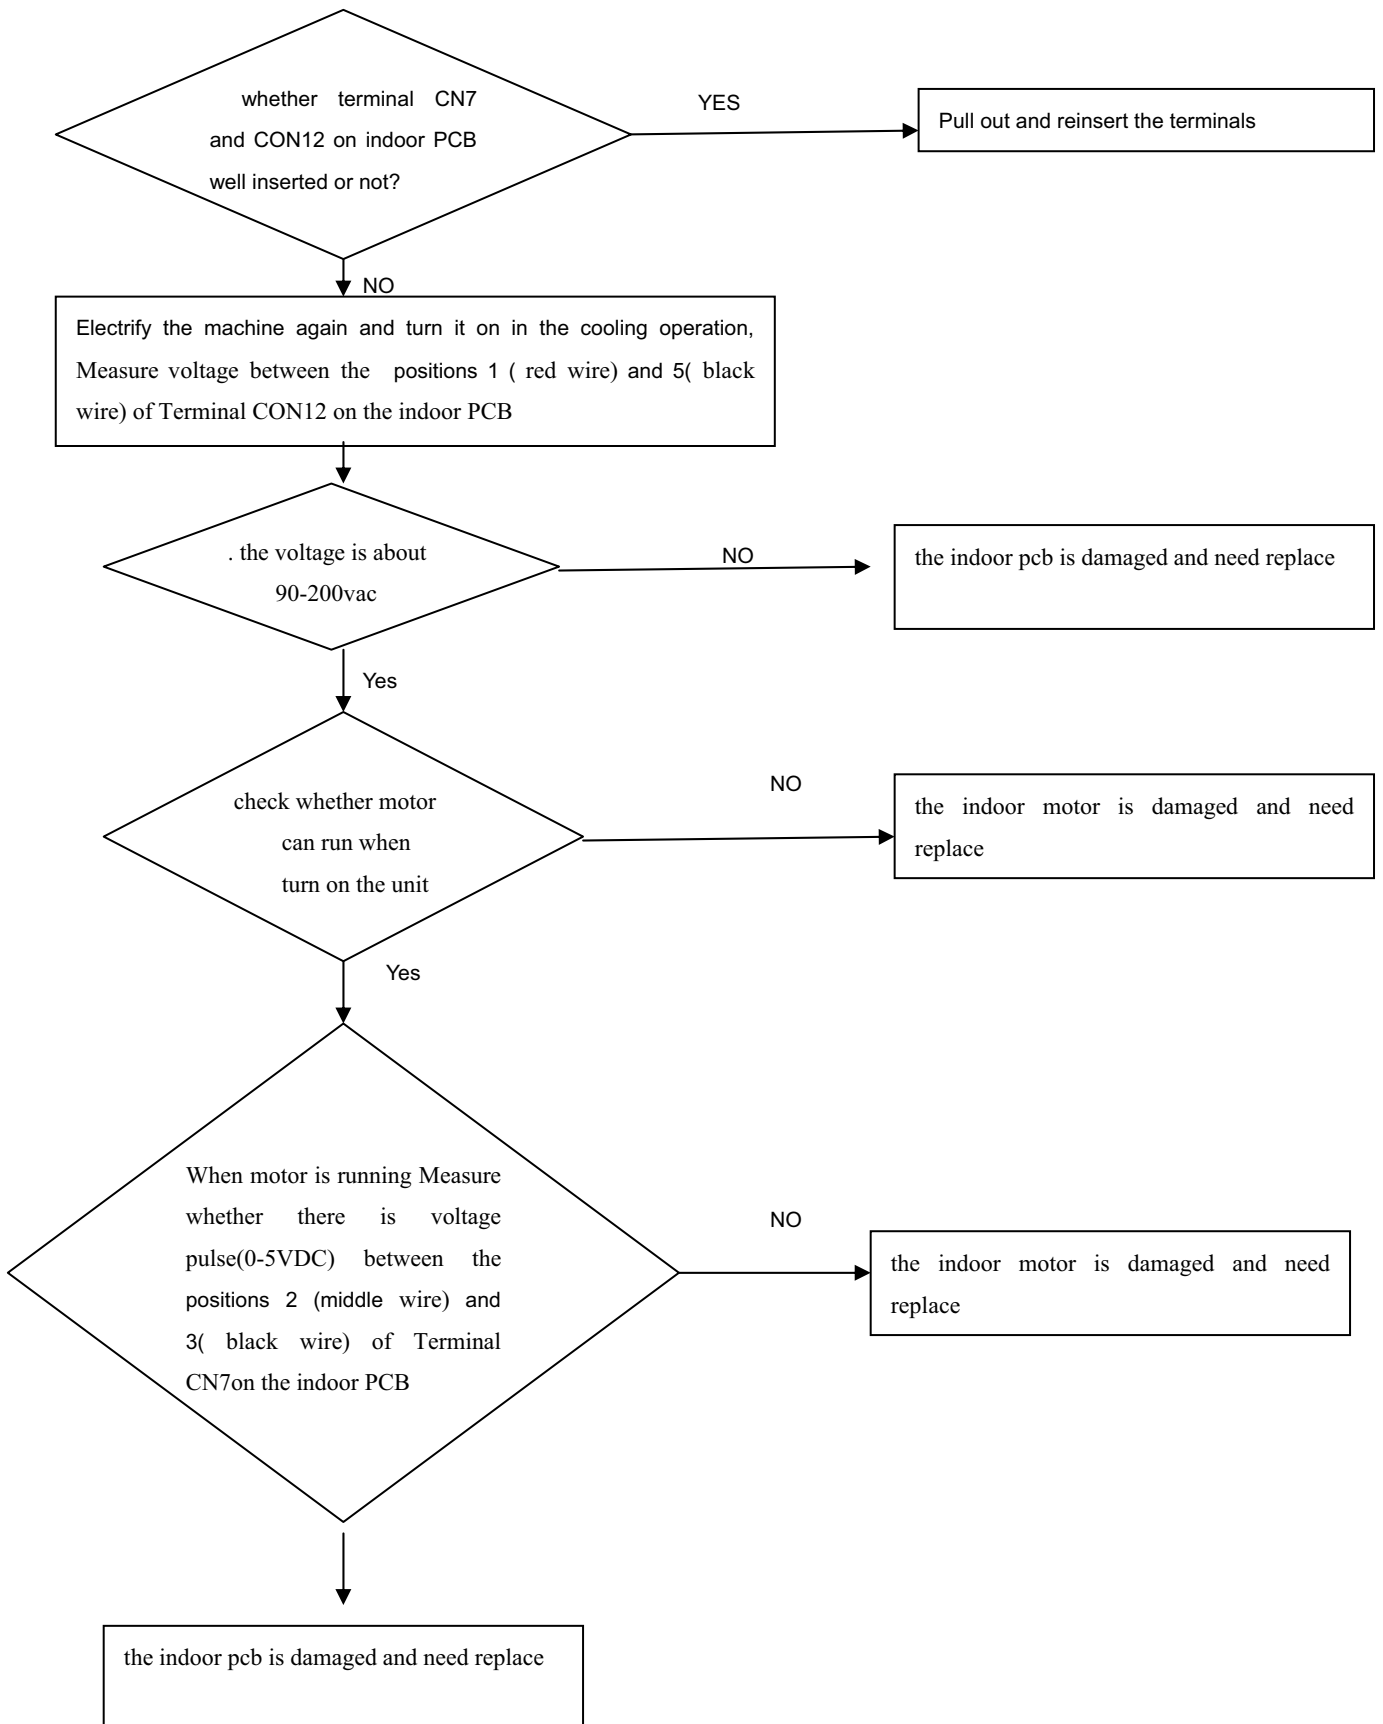 whether terminal CN7
and CON12 on indoor PCB
well inserted or not?
YES
Pull out and reinsert the terminals
NO
Electrify the machine again and turn it on in the cooling operation,
Measure voltage between the positions 1 ( red wire) and 5( black
wire) of Terminal CON12 on the indoor PCB
. the voltage is about
90-200vac
NO
the indoor pcb is damaged and need replace
Yes
check whether motor
can run when
turn on the unit
NO
the indoor motor is damaged and need
replace
Yes
When motor is running Measure
whether there is voltage
pulse(0-5VDC) between the
positions 2 (middle wire) and
3( black wire) of Terminal
CN7on the indoor PCB
NO
the indoor motor is damaged and need
replace
the indoor pcb is damaged and need replace